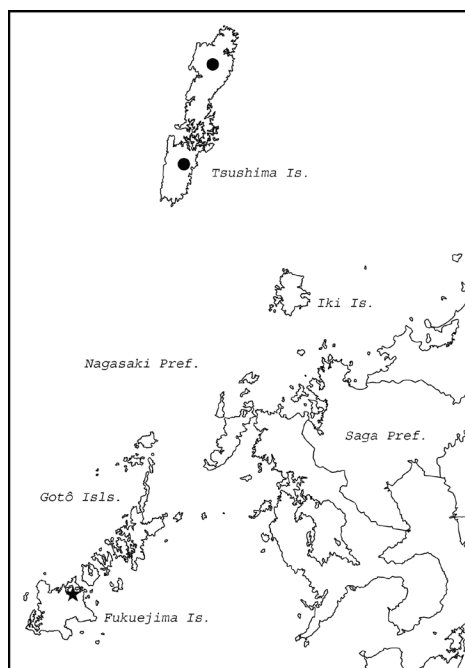 Tsushima Is.
Iki Is.
Nagasaki Pref.
Saga Pref.
Gotô Isls.
Fukuejima Is.